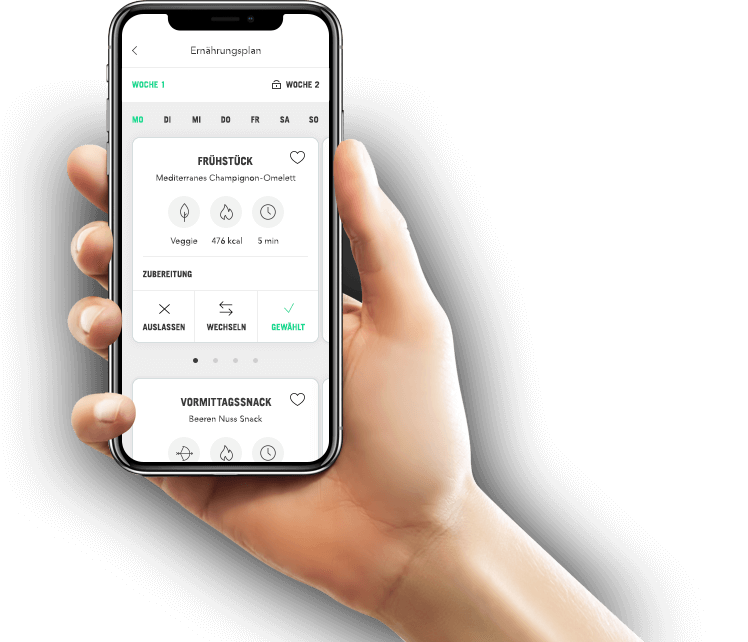 Ernährungsplan
WOCHE 1 WOCHE 2
MO DI MI DO FR SA SO
FRÜHSTÜCK
Mediterranes Champignon-Omelett
Veggie 476 kcal 5 min
ZUBEREITUNG
AUSLASSEN WECHSELN GEWÄHLT
VORMITTAGSSNACK
Beeren Nuss Snack